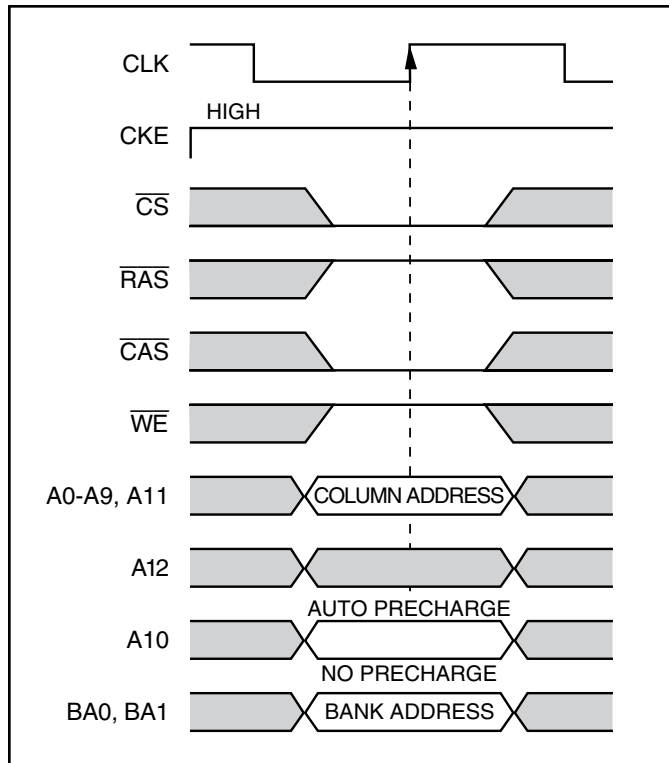 CLK
HIGH
CKE
CS
RAS
CAS
WE
A0-A9, A11
COLUMN ADDRESS
A12
AUTO PRECHARGE
A10
NO PRECHARGE
BA0, BA1
BANK ADDRESS